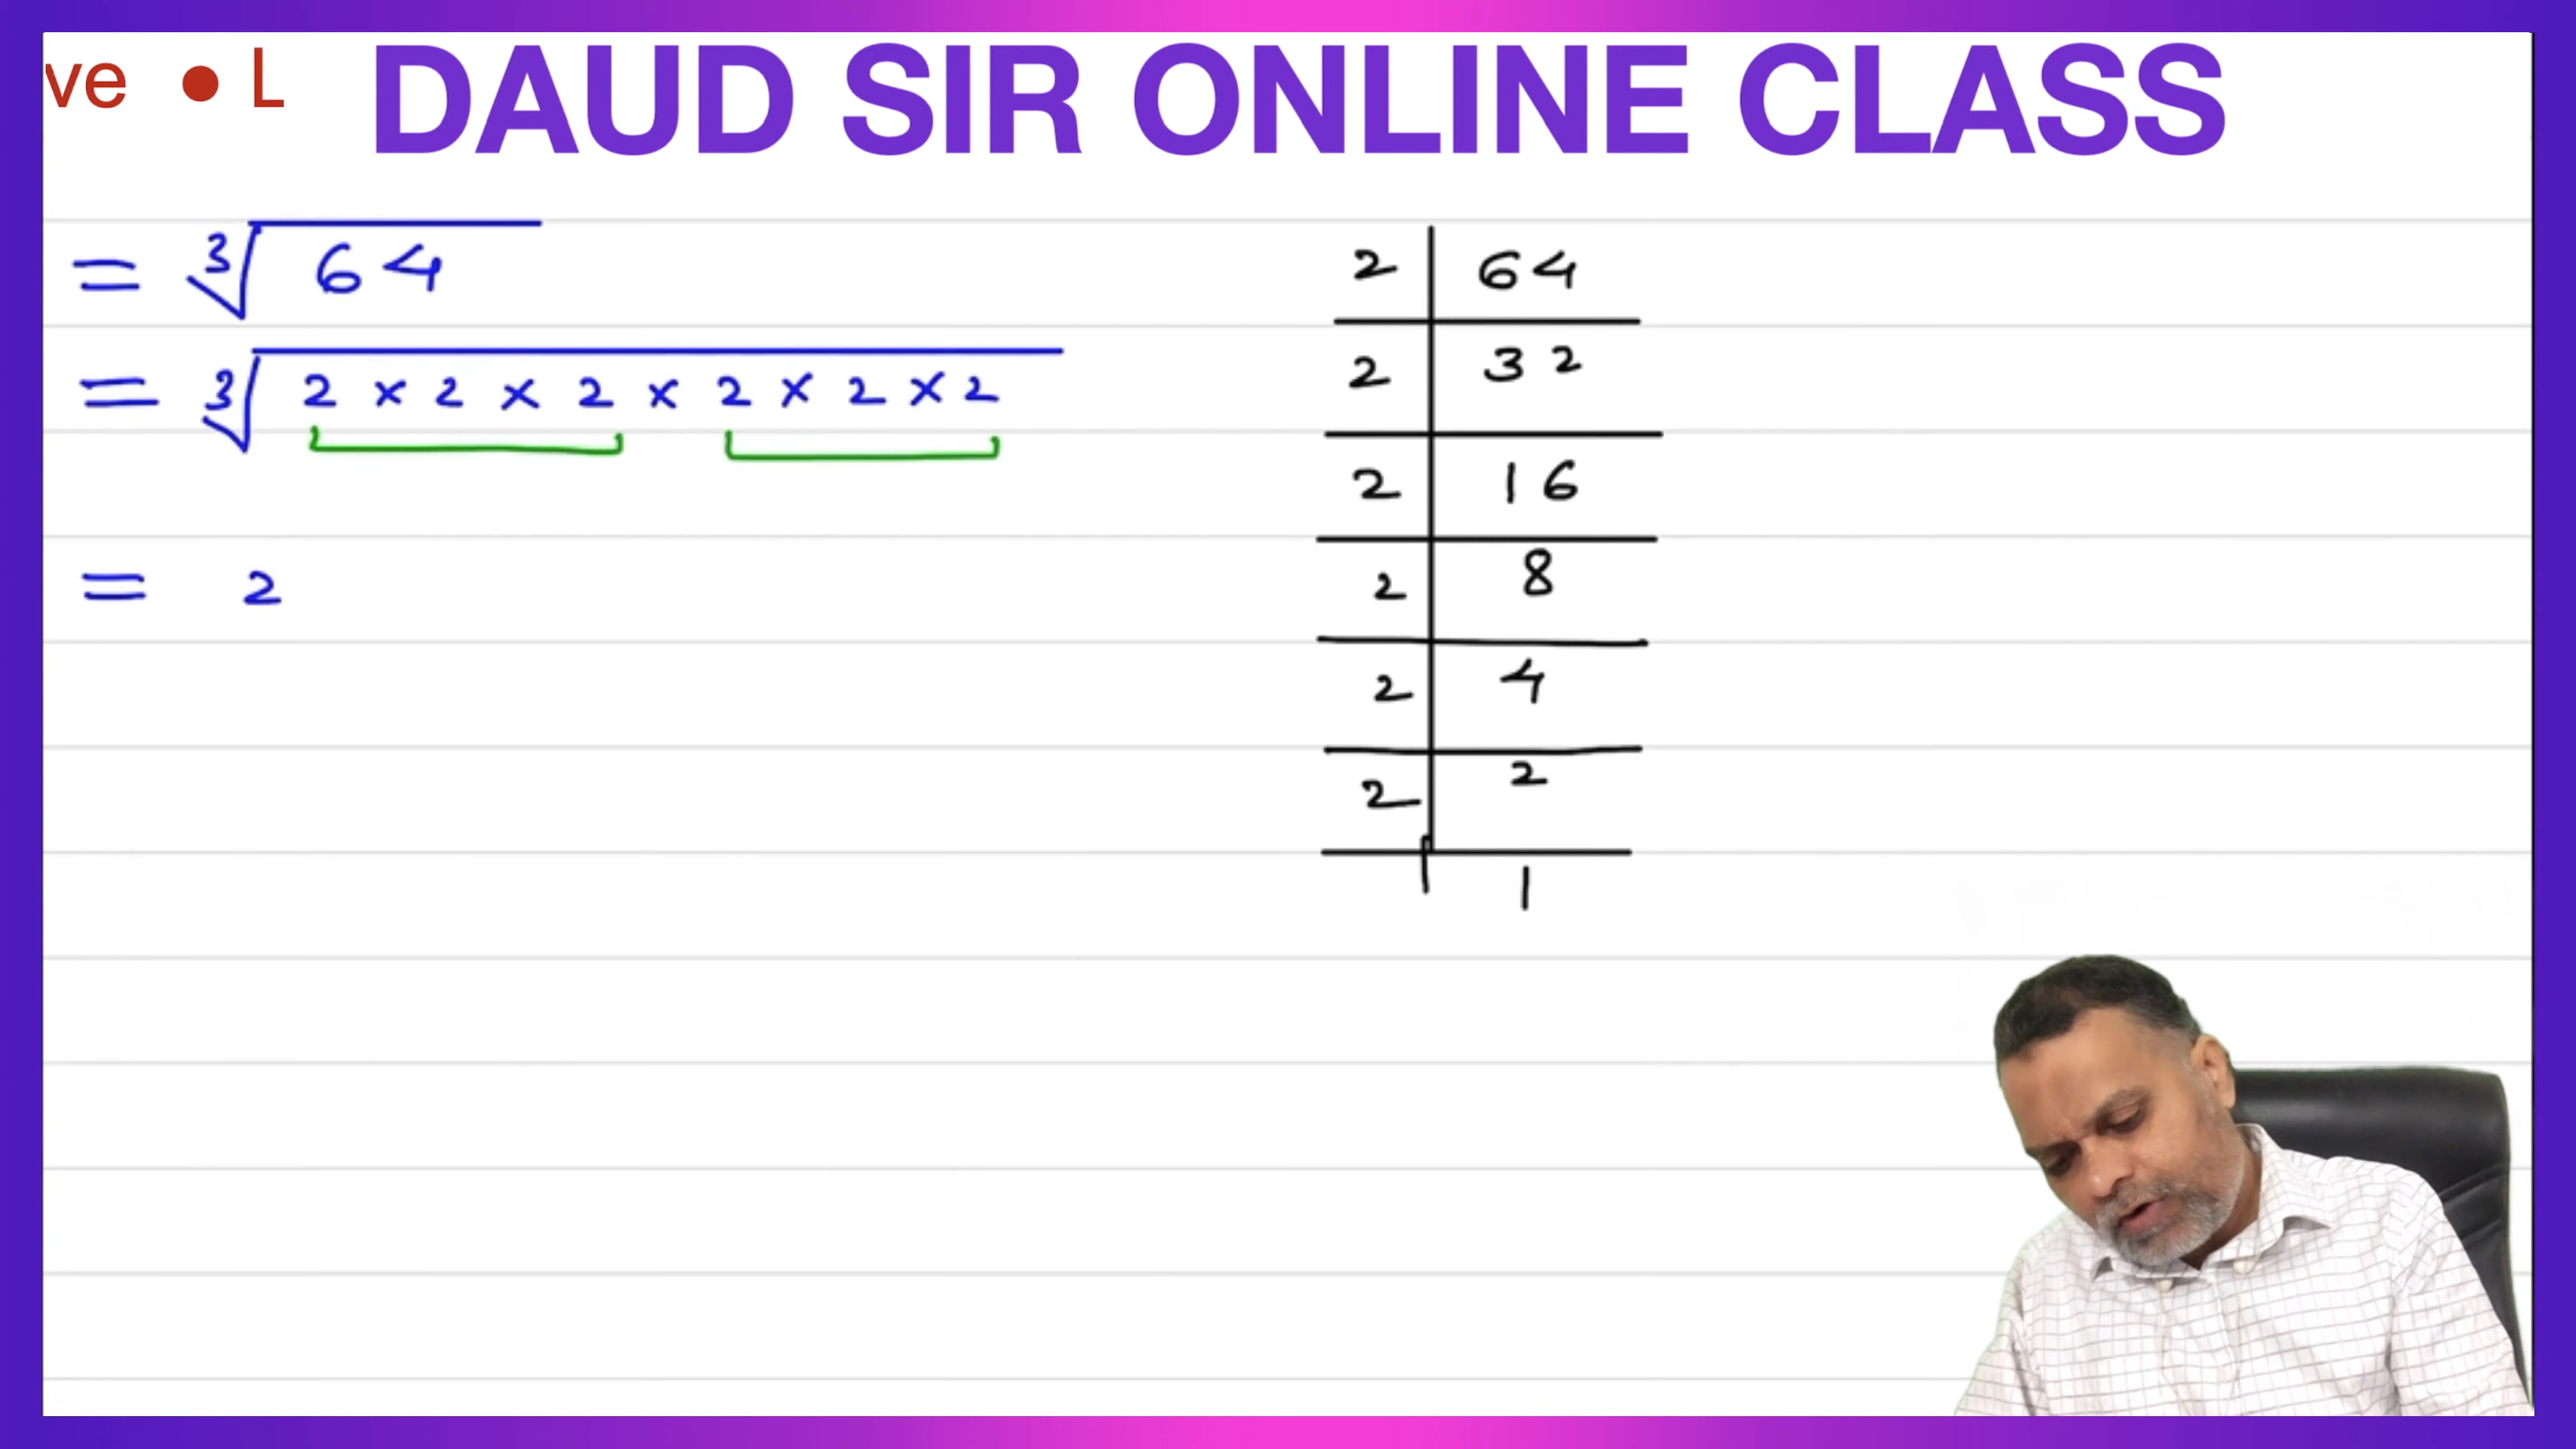 ve ● L DAUD SIR ONLINE CLASS
= ∛64
= ∛2 × 2 × 2 × 2 × 2 × 2
= 2
2 | 64
2 | 32
2 | 16
2 | 8
2 | 4
2 | 2
| 1